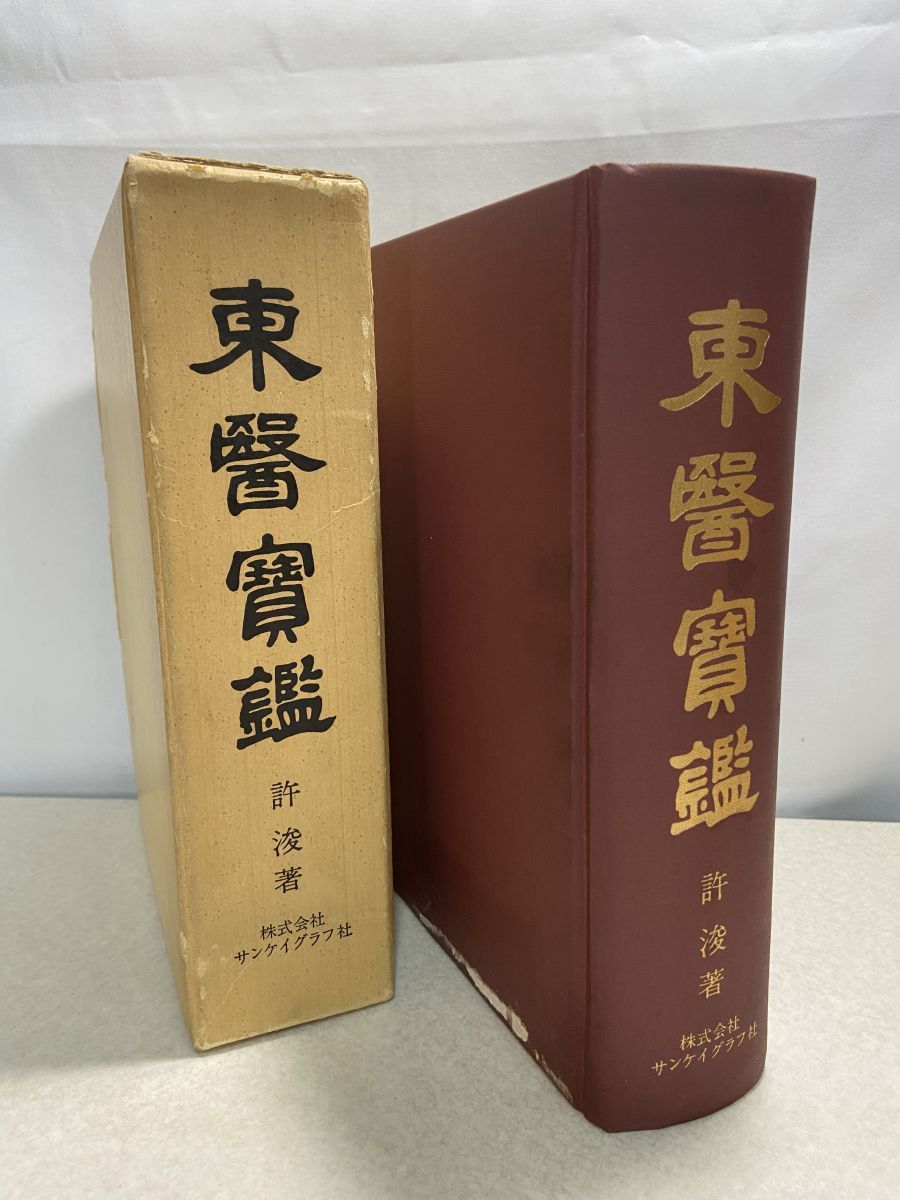 東醫寶鑑
許浚著
株式会社
サンケイグラフ社
東醫寶鑑
許浚著
株式会社
サンケイグラフ社